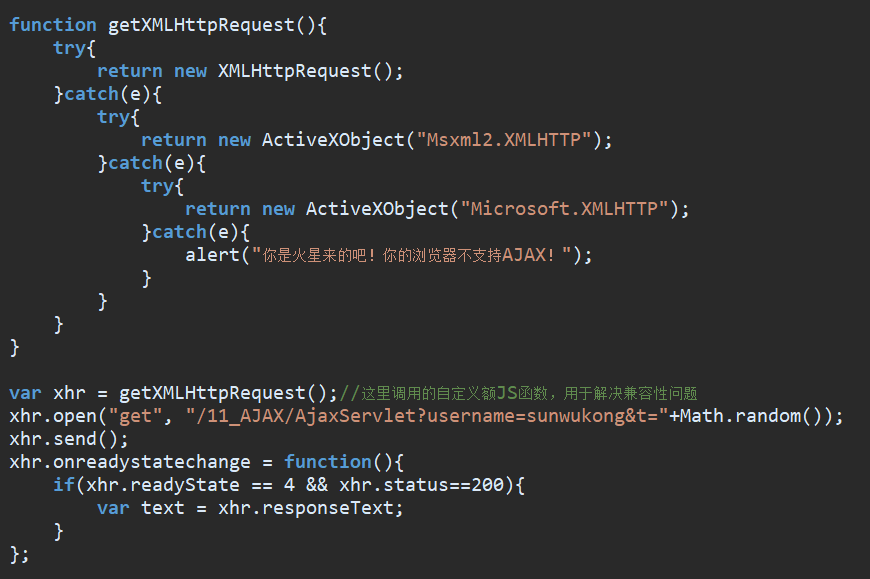 function getXMLHttpRequest(){
    try{
        return new XMLHttpRequest();
    }catch(e){
        try{
            return new ActiveXObject("Msxml2.XMLHTTP");
        }catch(e){
            try{
                return new ActiveXObject("Microsoft.XMLHTTP");
            }catch(e){
                alert("你是火星来的吧！你的浏览器不支持AJAX！");
            }
        }
    }
}

var xhr = getXMLHttpRequest();//这里调用的自定义额JS函数，用于解决兼容性问题
xhr.open("get", "/11_AJAX/AjaxServlet?username=sunwukong&t="+Math.random());
xhr.send();
xhr.onreadystatechange = function(){
    if(xhr.readyState == 4 && xhr.status==200){
        var text = xhr.responseText;
    }
};